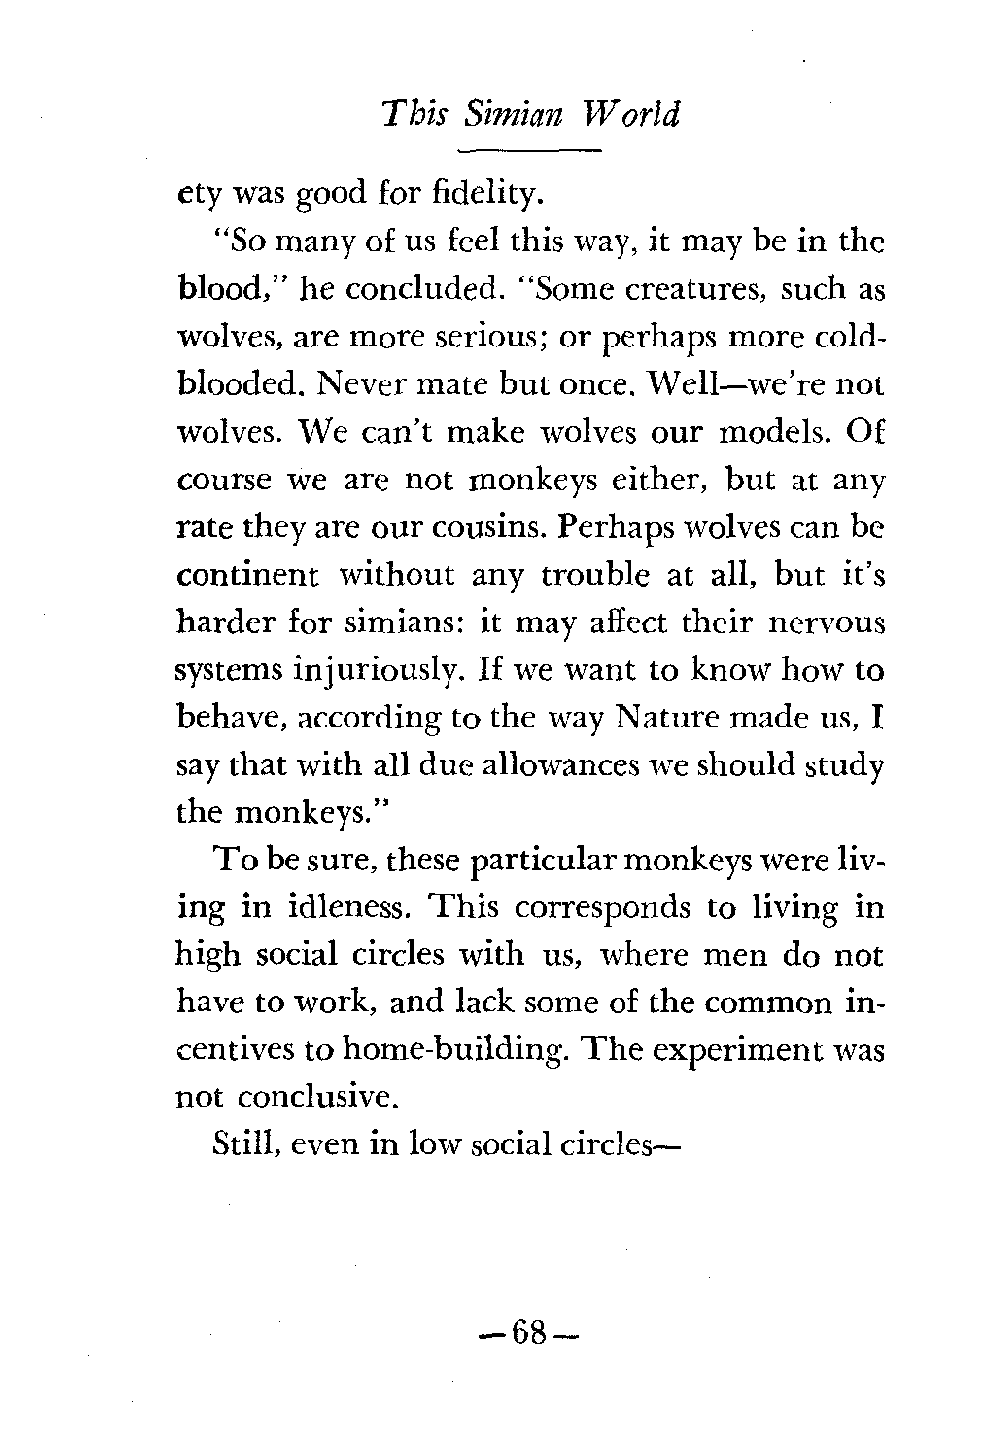 This Simian World
ety was good for fidelity.
"So many of us feel this way, it may be in the
blood," he concluded. "Some creatures, such as
wolves, are more serious; or perhaps more cold-
blooded. Never mate but once. Well—we're not
wolves. We can't make wolves our models. Of
course we are not monkeys either, but at any
rate they are our cousins. Perhaps wolves can be
continent without any trouble at all, but it's
harder for simians: it may affect their nervous
systems injuriously. If we want to know how to
behave, according to the way Nature made us, I
say that with all due allowances we should study
the monkeys."
To be sure, these particular monkeys were liv-
ing in idleness. This corresponds to living in
high social circles with us, where men do not
have to work, and lack some of the common in-
centives to home-building. The experiment was
not conclusive.
Still, even in low social circles—
—68—